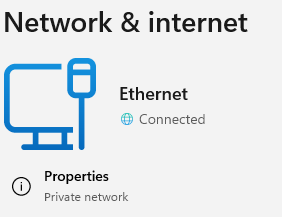 Network & internet
Ethernet
Connected
Properties
Private network